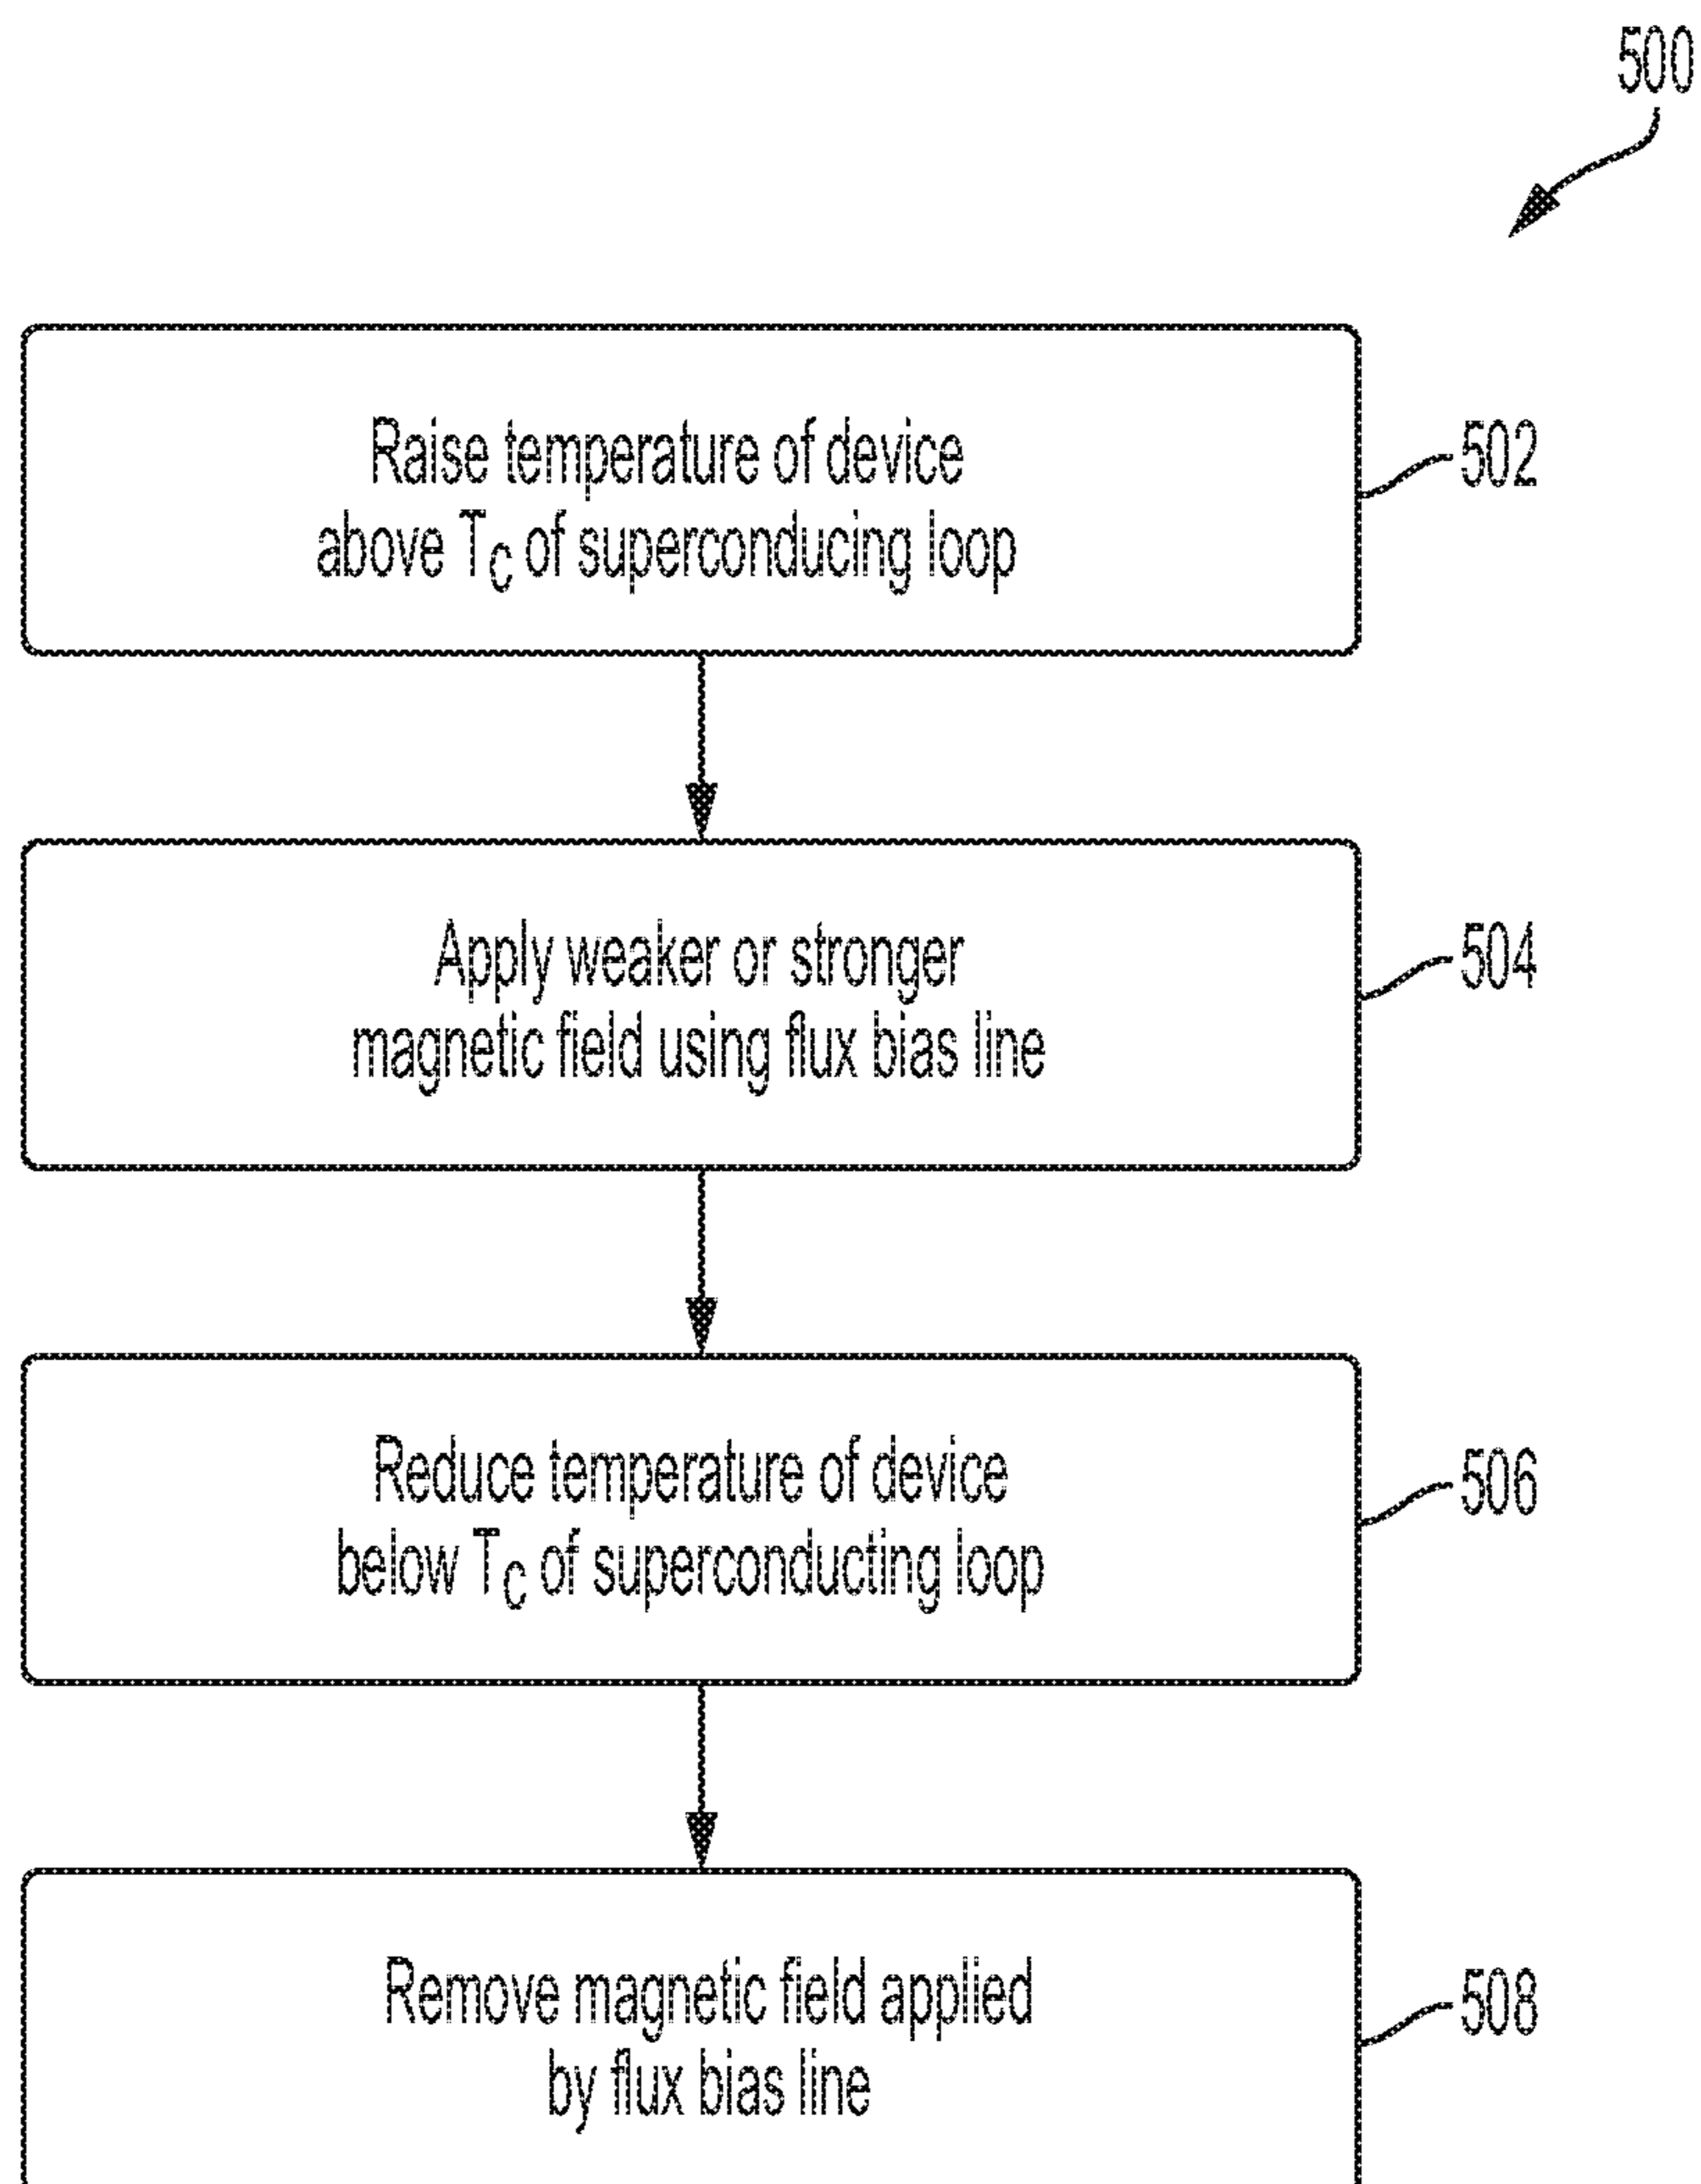 500
Raise temperature of device
above TC of superconducing loop
502
Apply weaker or stronger
magnetic field using flux bias line
504
Reduce temperature of device
below TC of superconducting loop
506
Remove magnetic field applied
by flux bias line
508